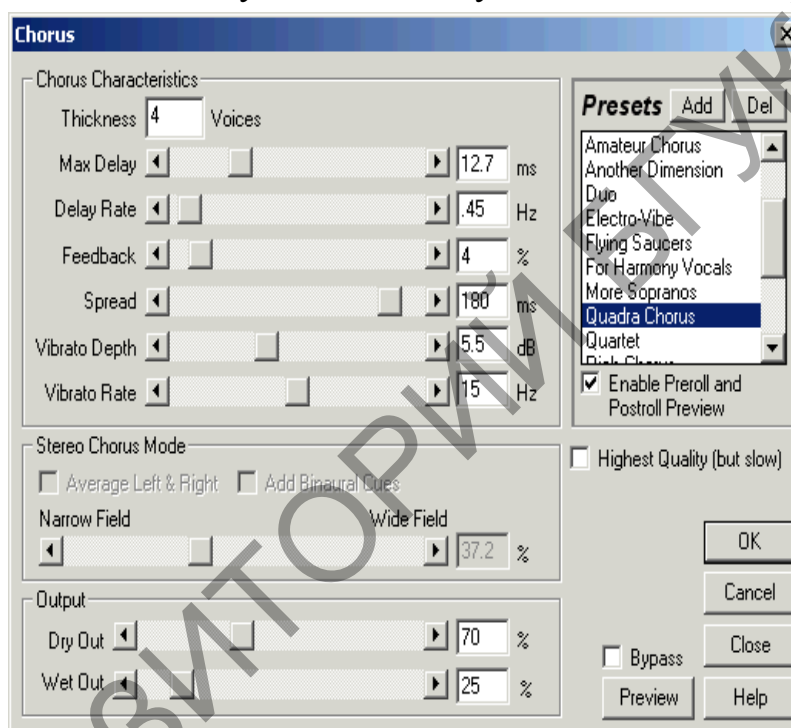 Chorus
Chorus Characteristics
Thickness 4 Voices
Max Delay 12.7 ms
Delay Rate .45 Hz
Feedback 4 %
Spread 180 ms
Vibrato Depth 5.5 dB
Vibrato Rate 15 Hz
Stereo Chorus Mode
Average Left & Right Add Binaural Cues
Narrow Field Wide Field
37.2 %
Output
Dry Out 70 %
Wet Out 25 %
Presets Add Del
Amateur Chorus
Another Dimension
Duo
Electro-Vibe
Flying Saucers
For Harmony Vocals
More Sopranos
Quadra Chorus
Quartet
Enable Preroll and
Postroll Preview
Highest Quality (but slow)
OK
Cancel
Bypass Close
Preview Help